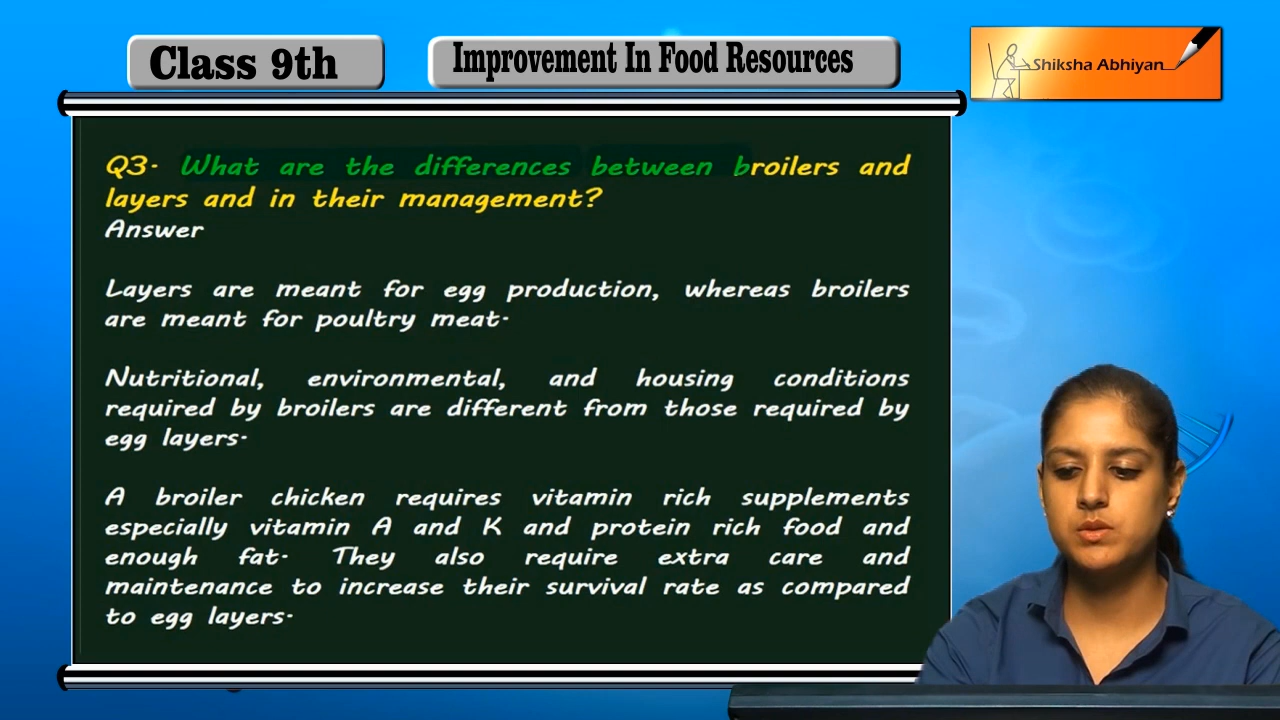 Class 9th
Improvement In Food Resources
Shiksha Abhiyan
Q3. What are the differences between broilers and
layers and in their management?
Answer
Layers are meant for egg production, whereas broilers
are meant for poultry meat.
Nutritional, environmental, and housing conditions
required by broilers are different from those required by
egg layers.
A broiler chicken requires vitamin rich supplements
especially vitamin A and K and protein rich food and
enough fat. They also require extra care and
maintenance to increase their survival rate as compared
to egg layers.